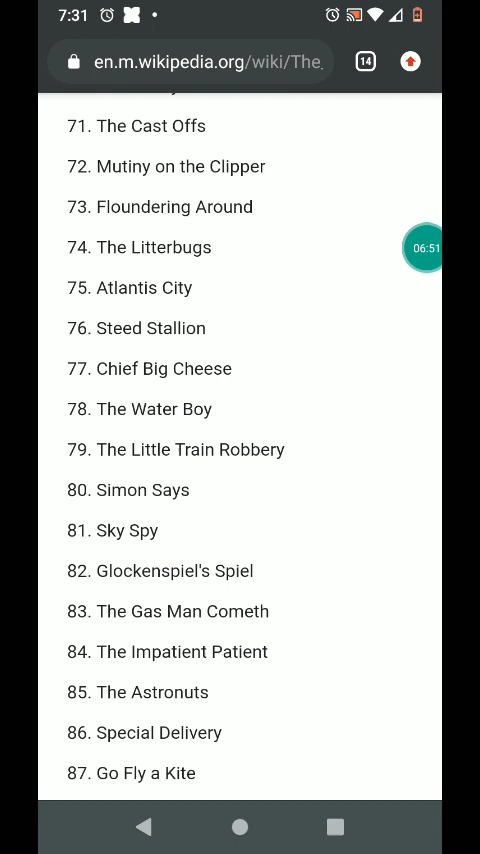 7:31
en.m.wikipedia.org/wiki/The
14
71. The Cast Offs
72. Mutiny on the Clipper
73. Floundering Around
74. The Litterbugs
06:51
75. Atlantis City
76. Steed Stallion
77. Chief Big Cheese
78. The Water Boy
79. The Little Train Robbery
80. Simon Says
81. Sky Spy
82. Glockenspiel's Spiel
83. The Gas Man Cometh
84. The Impatient Patient
85. The Astronuts
86. Special Delivery
87. Go Fly a Kite